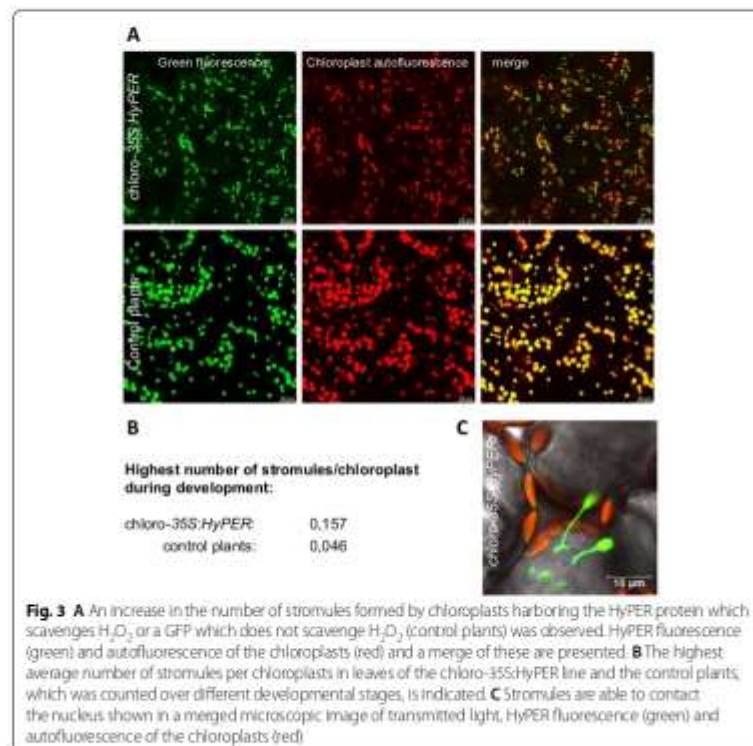 A
Green fluorescence
Chloroplast autofluorescence
merge
chloro-35S:HyPER
Control plants
B
Highest number of stromules/chloroplast
during development:
chloro-35S:HyPER: 0,157
control plants: 0,046
C
chloro-35S:HyPER
10 µm
Fig. 3 A An increase in the number of stromules formed by chloroplasts harboring the HyPER protein which
scavenges H₂O₂ or a GFP which does not scavenge H₂O₂ (control plants) was observed. HyPER fluorescence
(green) and autofluorescence of the chloroplasts (red) and a merge of these are presented. B The highest
average number of stromules per chloroplasts in leaves of the chloro-35S:HyPER line and the control plants,
which was counted over different developmental stages, is indicated. C Stromules are able to contact
the nucleus shown in a merged microscopic image of transmitted light, HyPER fluorescence (green) and
autofluorescence of the chloroplasts (red)